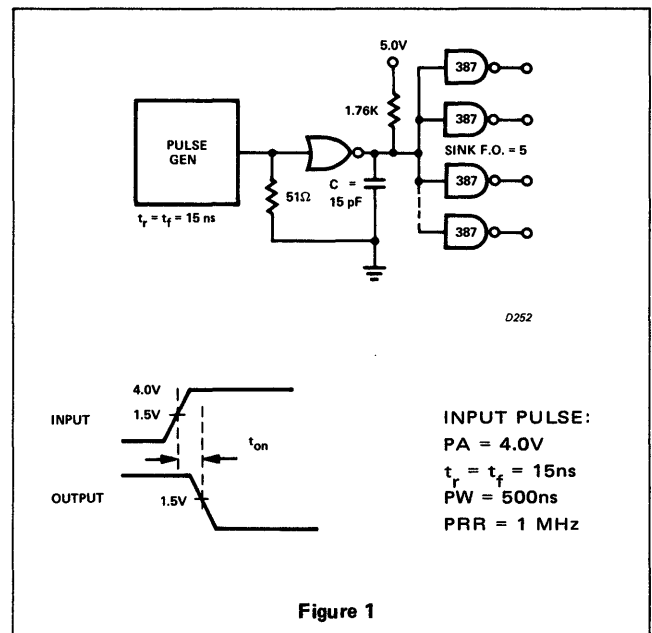 5.0V
1.76K
PULSE
GEN
t_r = t_f = 15 ns
51Ω
C =
15 pF
387
387
SINK F.O. = 5
387
387
D252
INPUT
4.0V
1.5V
t_on
OUTPUT
1.5V
INPUT PULSE:
PA = 4.0V
t_r = t_f = 15ns
PW = 500ns
PRR = 1 MHz
Figure 1